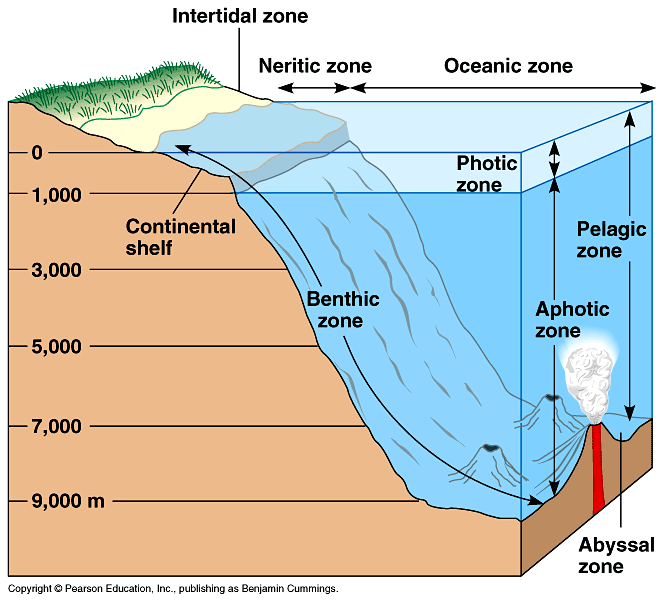 Intertidal zone
Neritic zone
Oceanic zone
0
Photic
zone
1,000
Continental
shelf
Pelagic
zone
3,000
Benthic
zone
Aphotic
zone
5,000
7,000
9,000 m
Abyssal
zone
Copyright © Pearson Education, Inc., publishing as Benjamin Cummings.